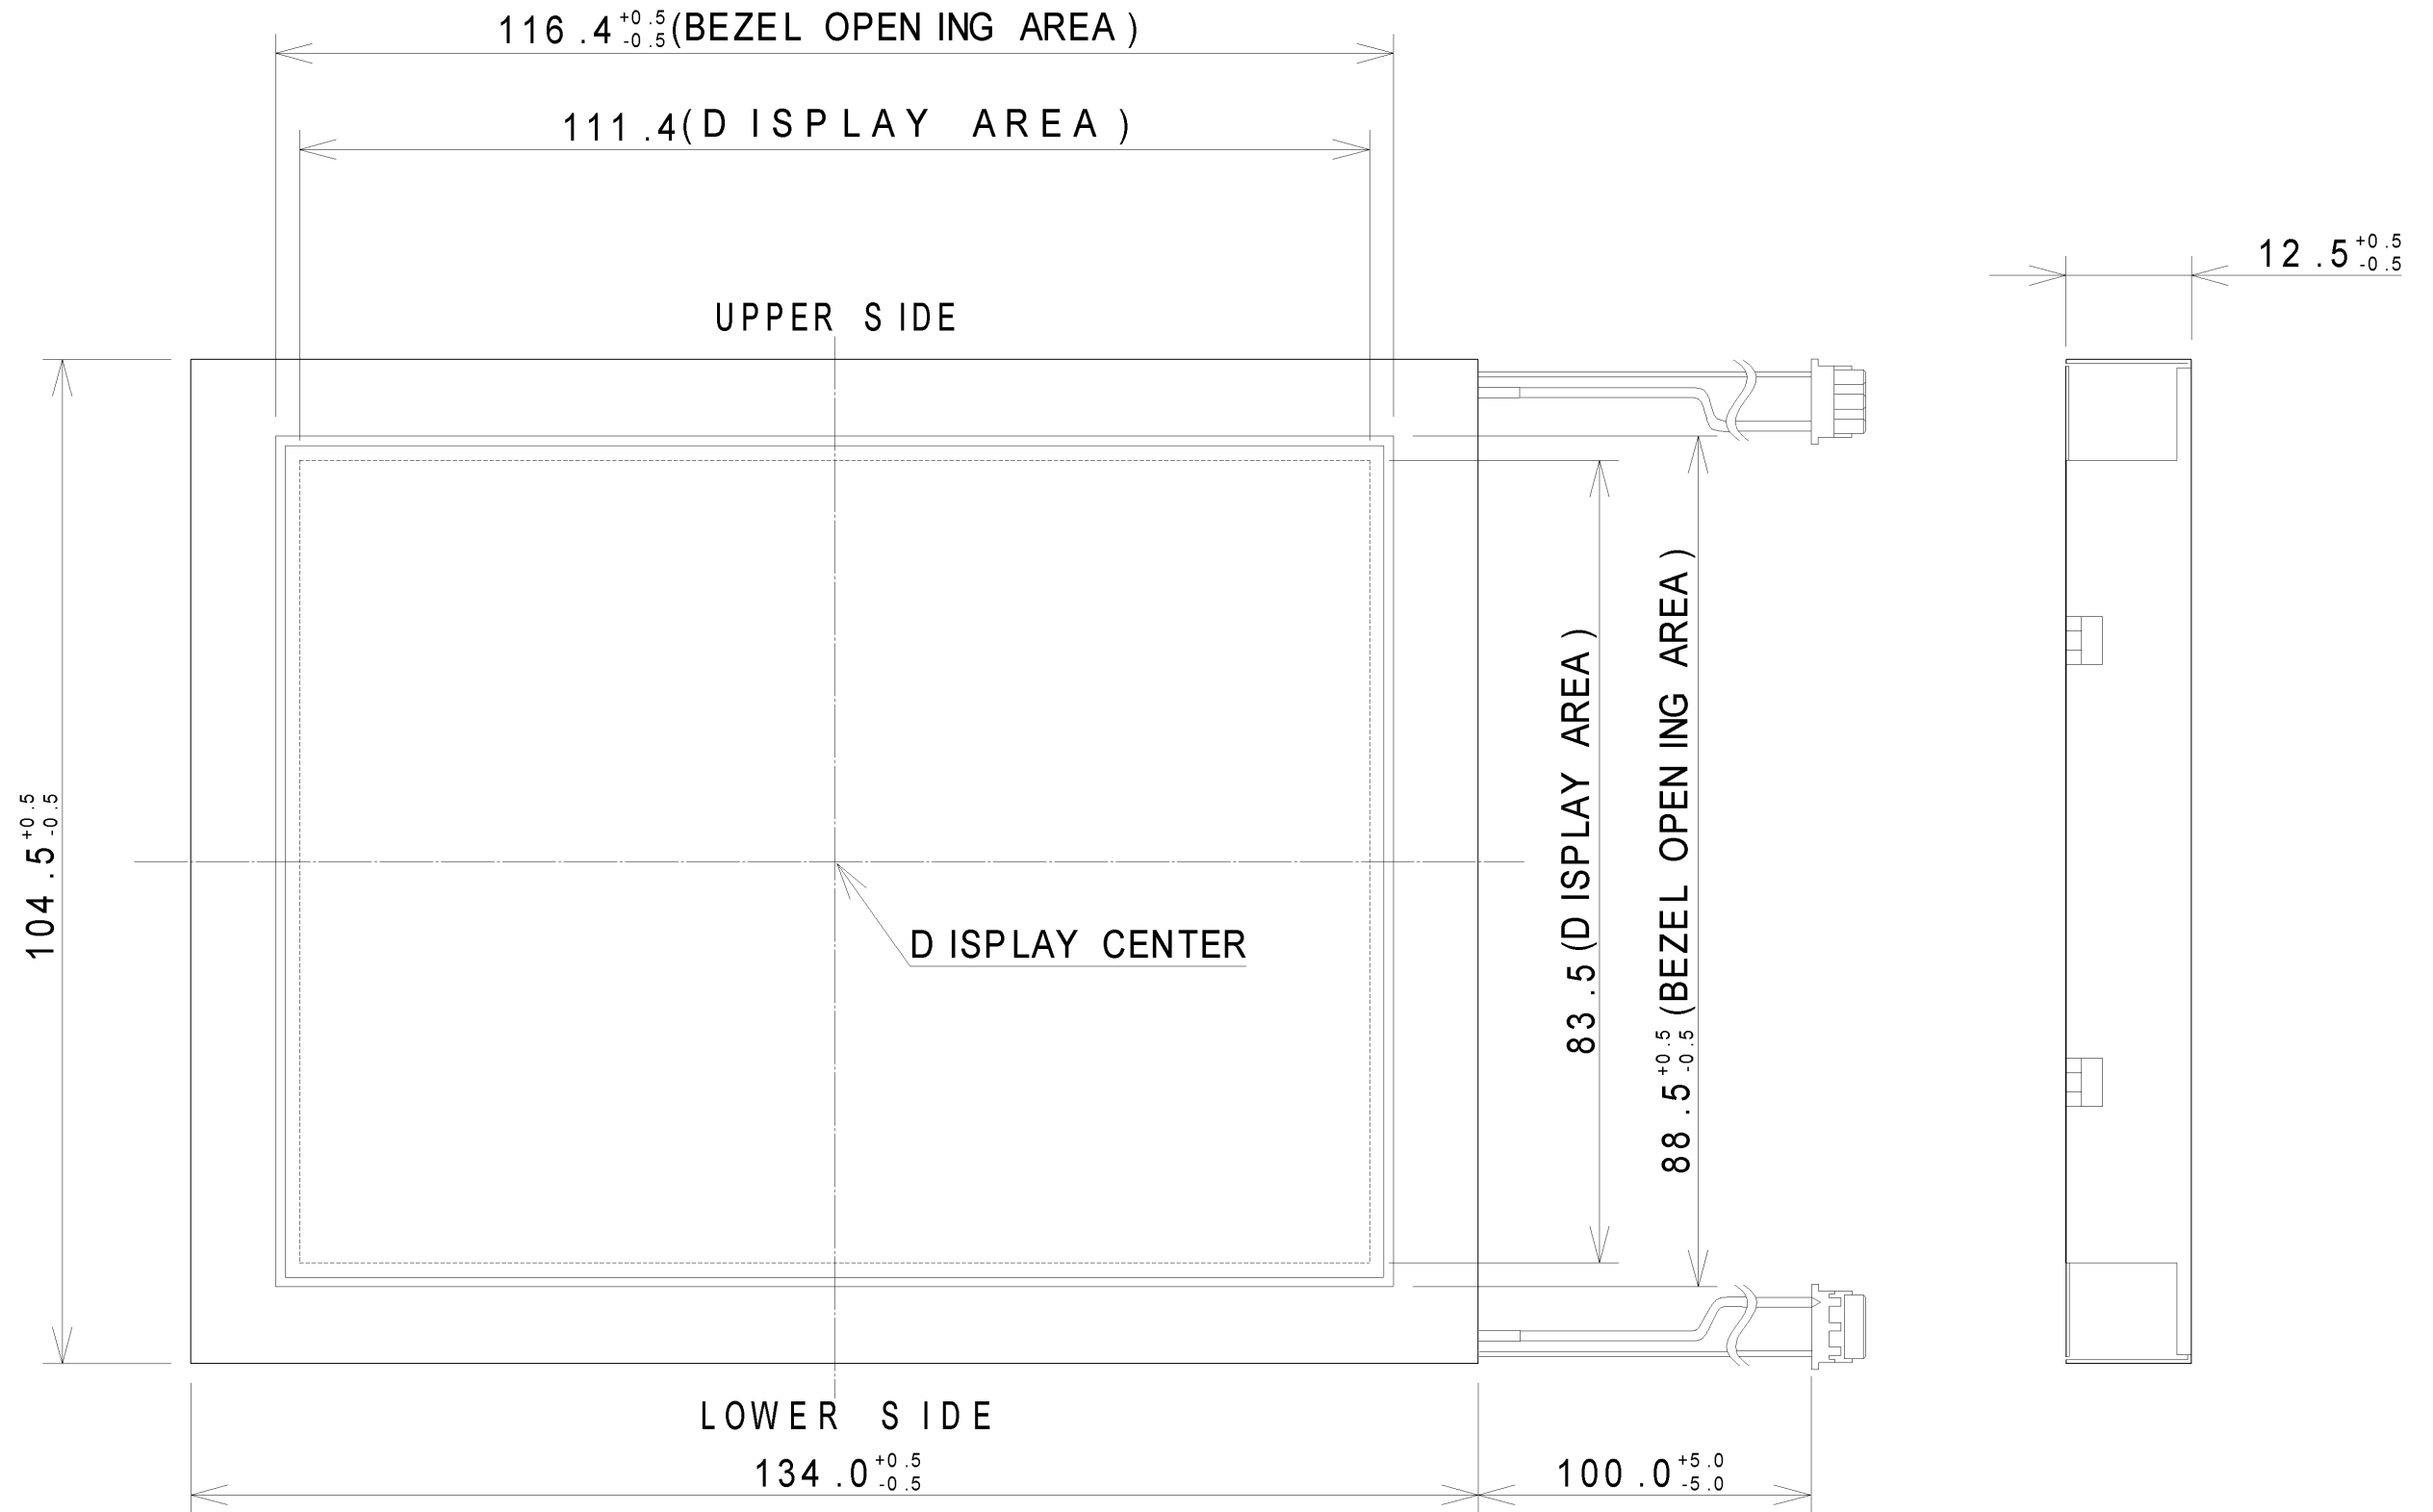 116.4 +0.5 -0.5 (BEZEL OPENING AREA)
111.4(DISPLAY AREA)
12.5 +0.5 -0.5
UPPER SIDE
104.5 +0.5 -0.5
DISPLAY CENTER
83.5(DISPLAY AREA)
88.5 +0.5 -0.5 (BEZEL OPENING AREA)
LOWER SIDE
134.0 +0.5 -0.5
100.0 +5.0 -5.0